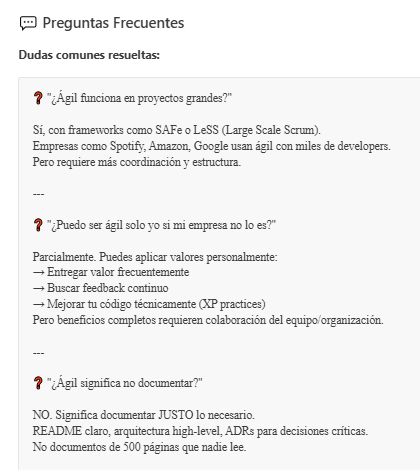 Preguntas Frecuentes
Dudas comunes resueltas:
❓ "¿Ágil funciona en proyectos grandes?"
Sí, con frameworks como SAFe o LeSS (Large Scale Scrum).
Empresas como Spotify, Amazon, Google usan ágil con miles de developers.
Pero requiere más coordinación y estructura.
---
❓ "¿Puedo ser ágil solo yo si mi empresa no lo es?"
Parcialmente. Puedes aplicar valores personalmente:
→ Entregar valor frecuentemente
→ Buscar feedback continuo
→ Mejorar tu código técnicamente (XP practices)
Pero beneficios completos requieren colaboración del equipo/organización.
---
❓ "¿Ágil significa no documentar?"
NO. Significa documentar JUSTO lo necesario.
README claro, arquitectura high-level, ADRs para decisiones críticas.
No documentos de 500 páginas que nadie lee.